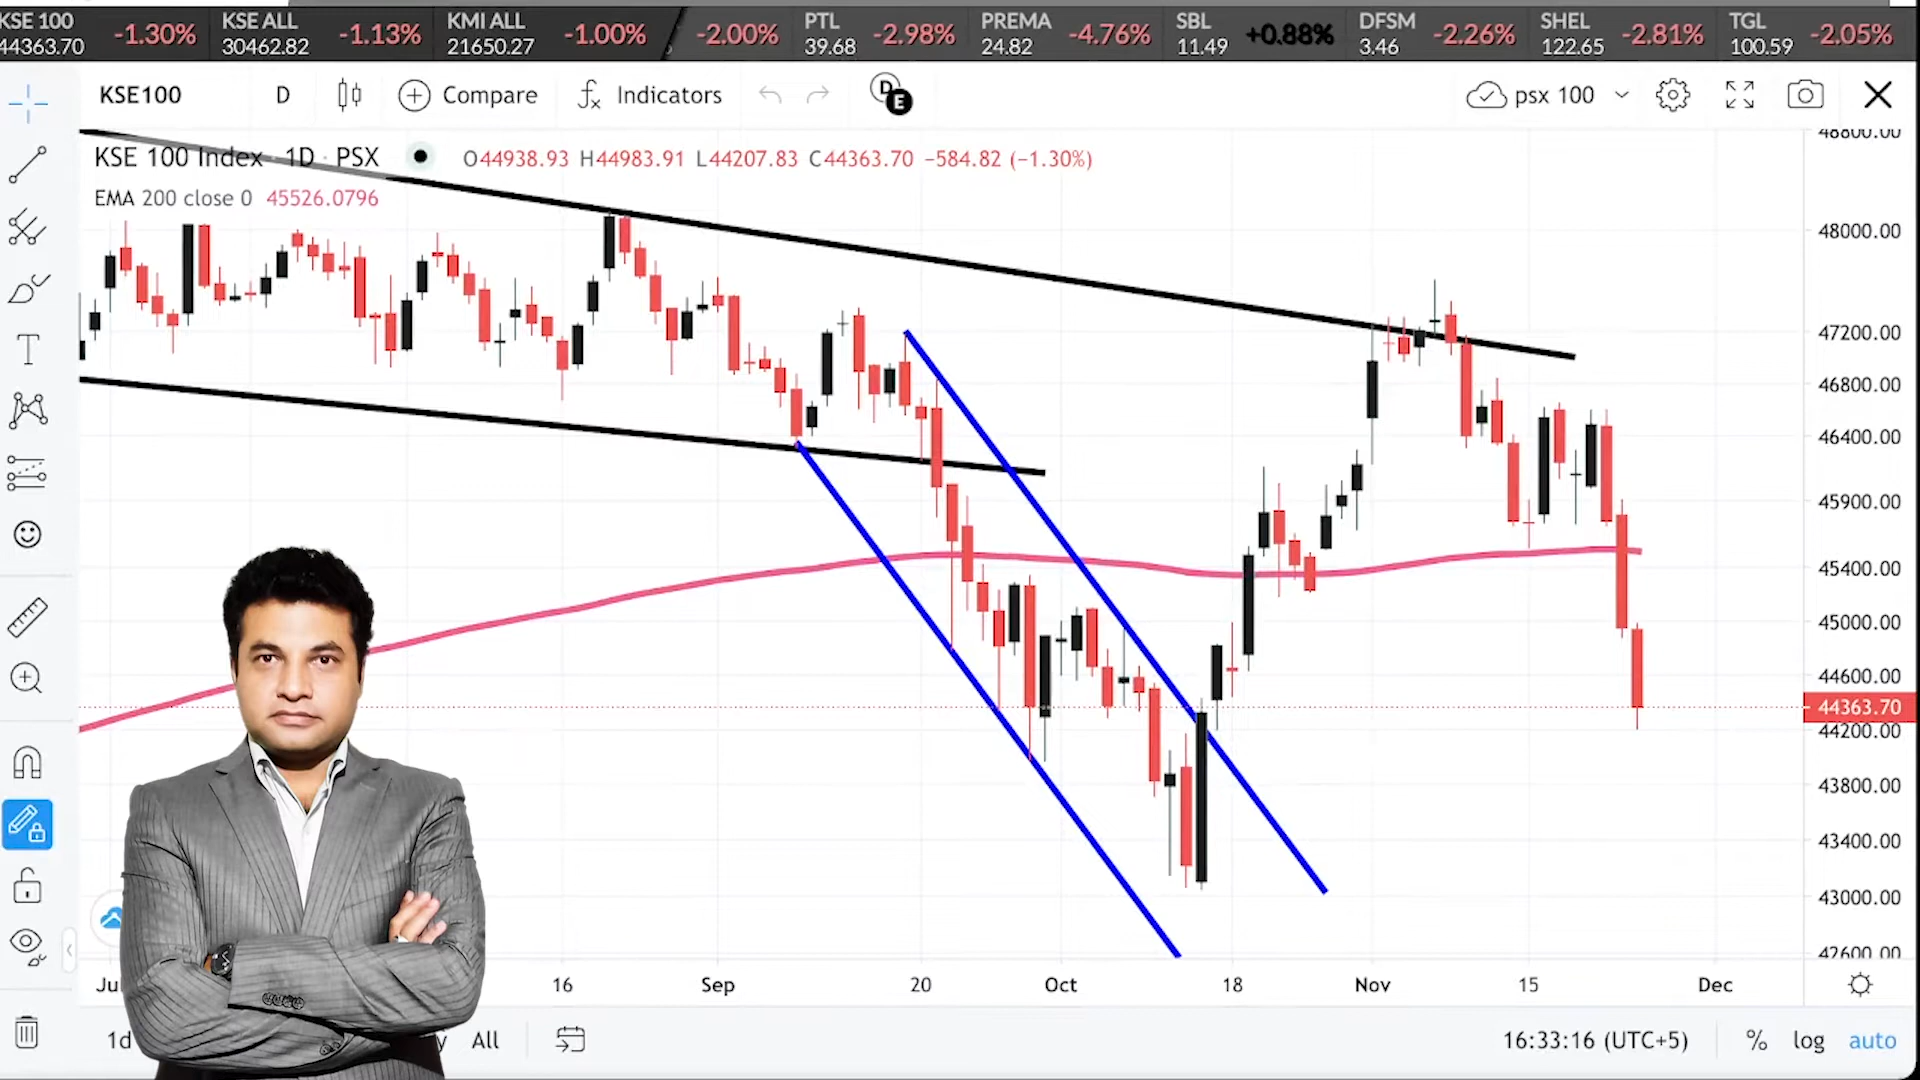 KSE 100 44363.70 -1.30% KSE ALL 30462.82 -1.13% KMI ALL 21650.27 -1.00% -2.00% PTL 39.68 -2.98% PREMA 24.82 -4.76% SBL 11.49 +0.88% DFSM 3.46 -2.26% SHEL 122.65 -2.81% TGL 100.59 -2.05%
KSE100 D Compare fx Indicators D E psx 100
KSE 100 Index · 1D · PSX O44938.93 H44983.91 L44207.83 C44363.70 -584.82 (-1.30%)
EMA 200 close 0 45526.0796
48800.00
48000.00
47200.00
46800.00
46400.00
45900.00
45400.00
45000.00
44600.00
44363.70
44200.00
43800.00
43400.00
43000.00
42600.00
16 Sep 20 Oct 18 Nov 15 Dec
1d All 16:33:16 (UTC+5) % log auto